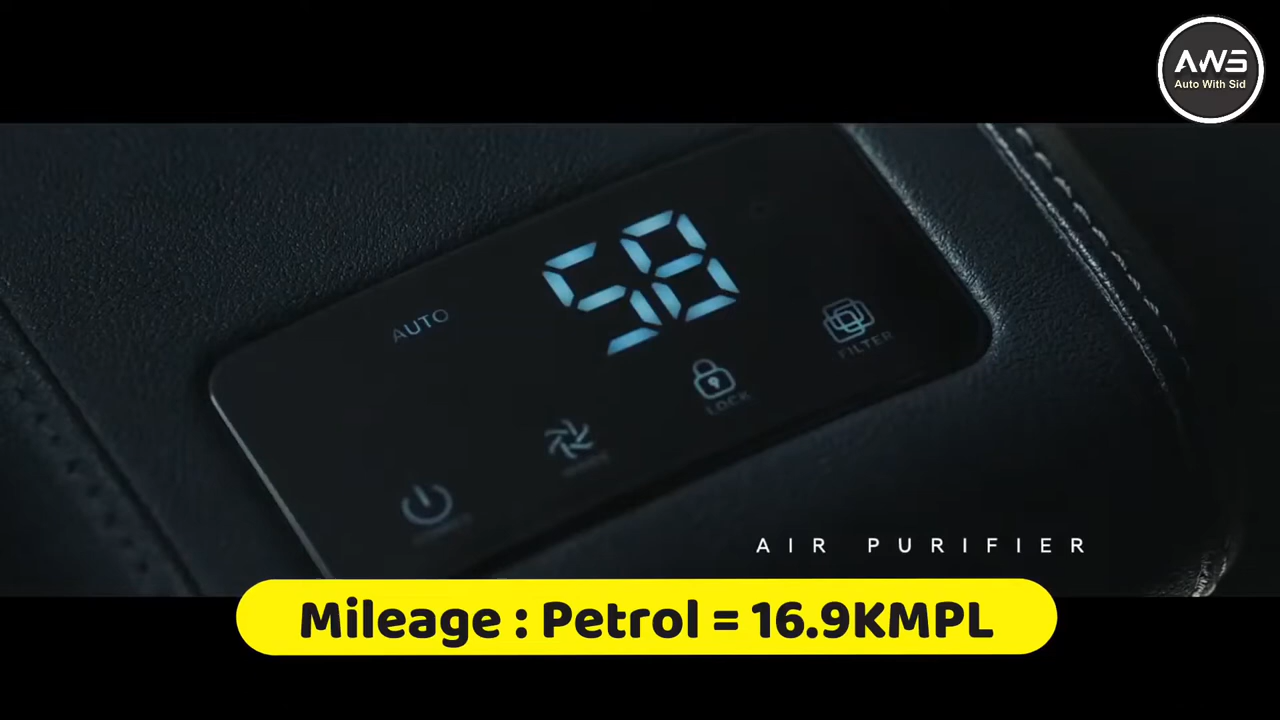 AWS
Auto With Sid
58
AUTO
FILTER
LOCK
AIR PURIFIER
Mileage : Petrol = 16.9KMPL